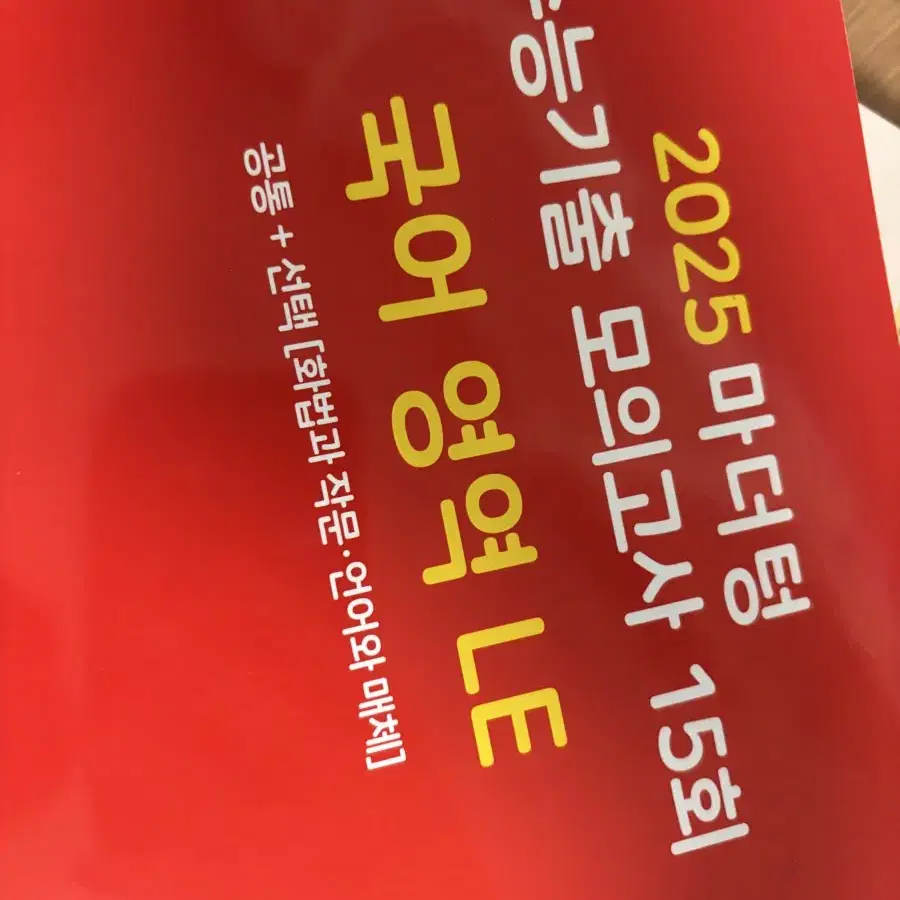 2025 마더텅
수능기출 모의고사 15회
국어 영역 LE
공통 + 선택 [화법과 작문·언어와 매체]